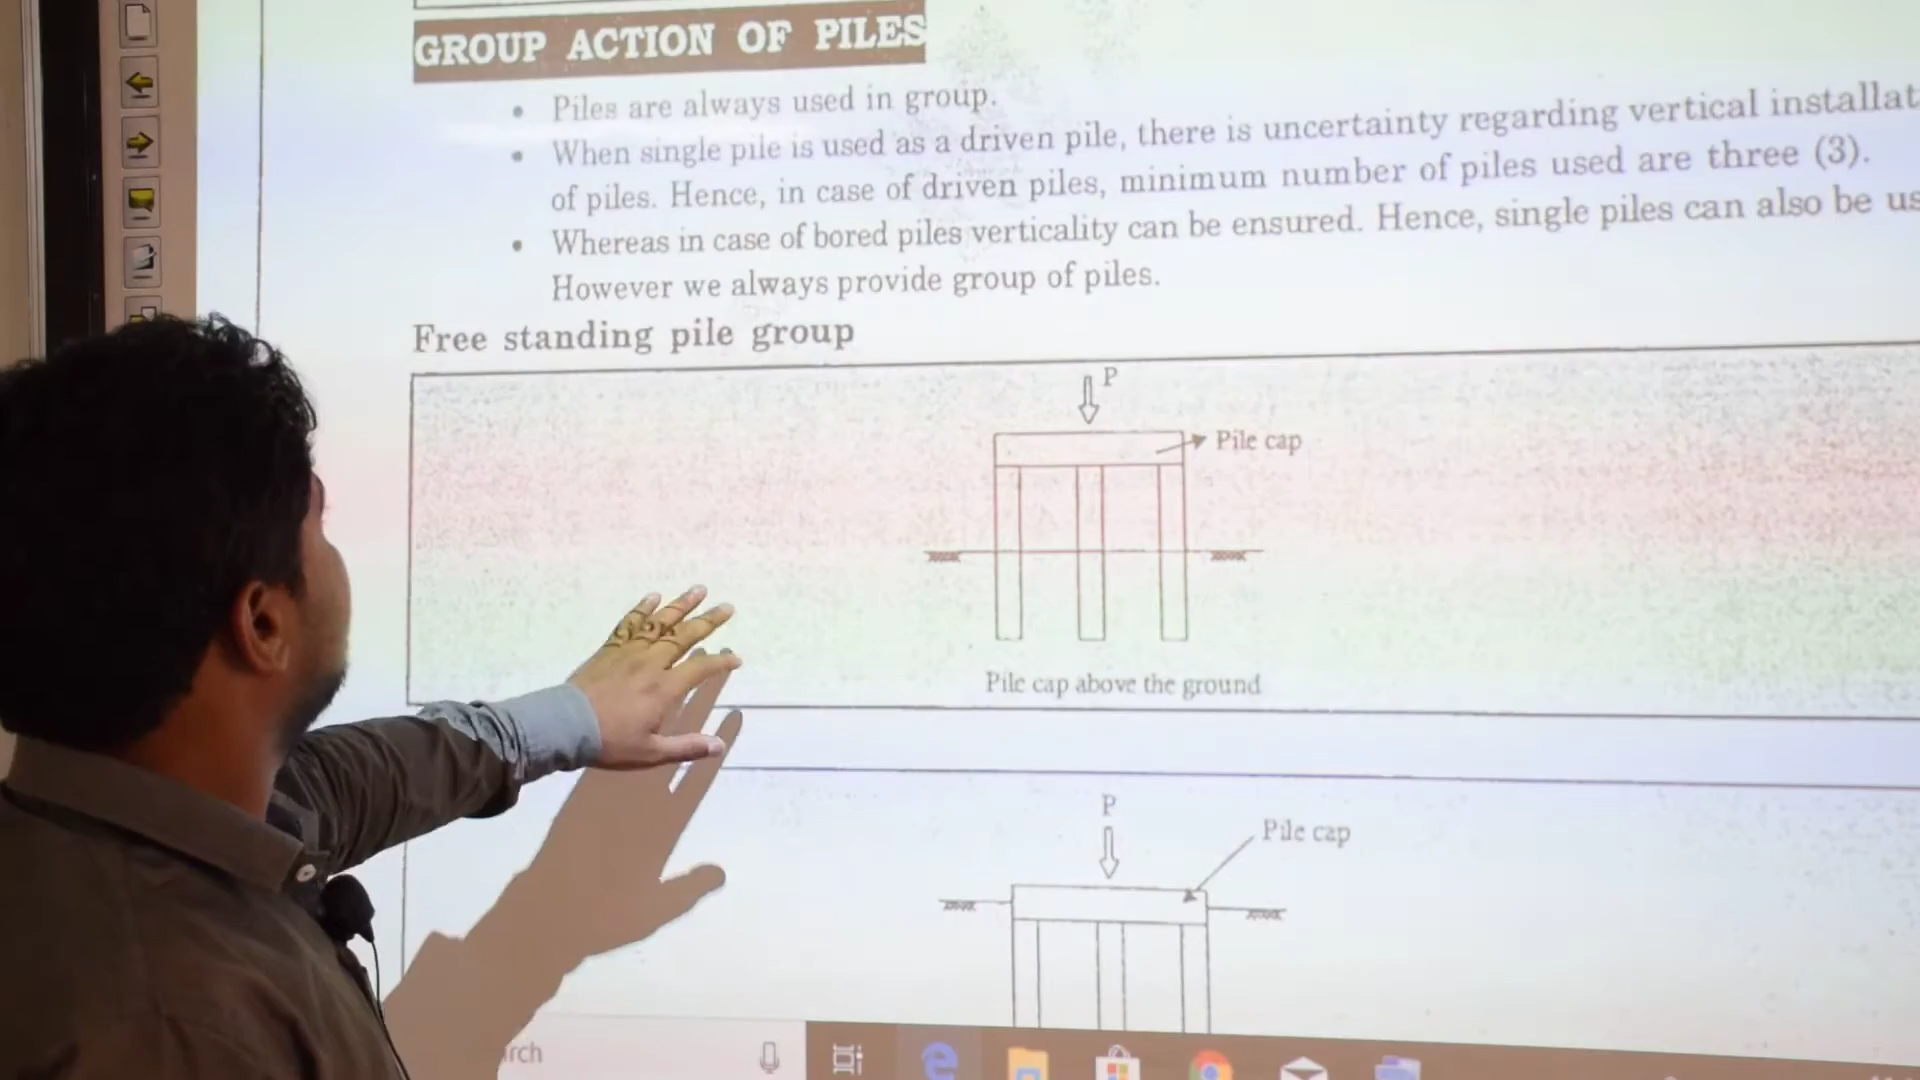 GROUP ACTION OF PILES
• Piles are always used in group.
• When single pile is used as a driven pile, there is uncertainty regarding vertical installat
of piles. Hence, in case of driven piles, minimum number of piles used are three (3).
• Whereas in case of bored piles verticality can be ensured. Hence, single piles can also be us
However we always provide group of piles.
Free standing pile group
P
Pile cap
Pile cap above the ground
P
Pile cap
rch